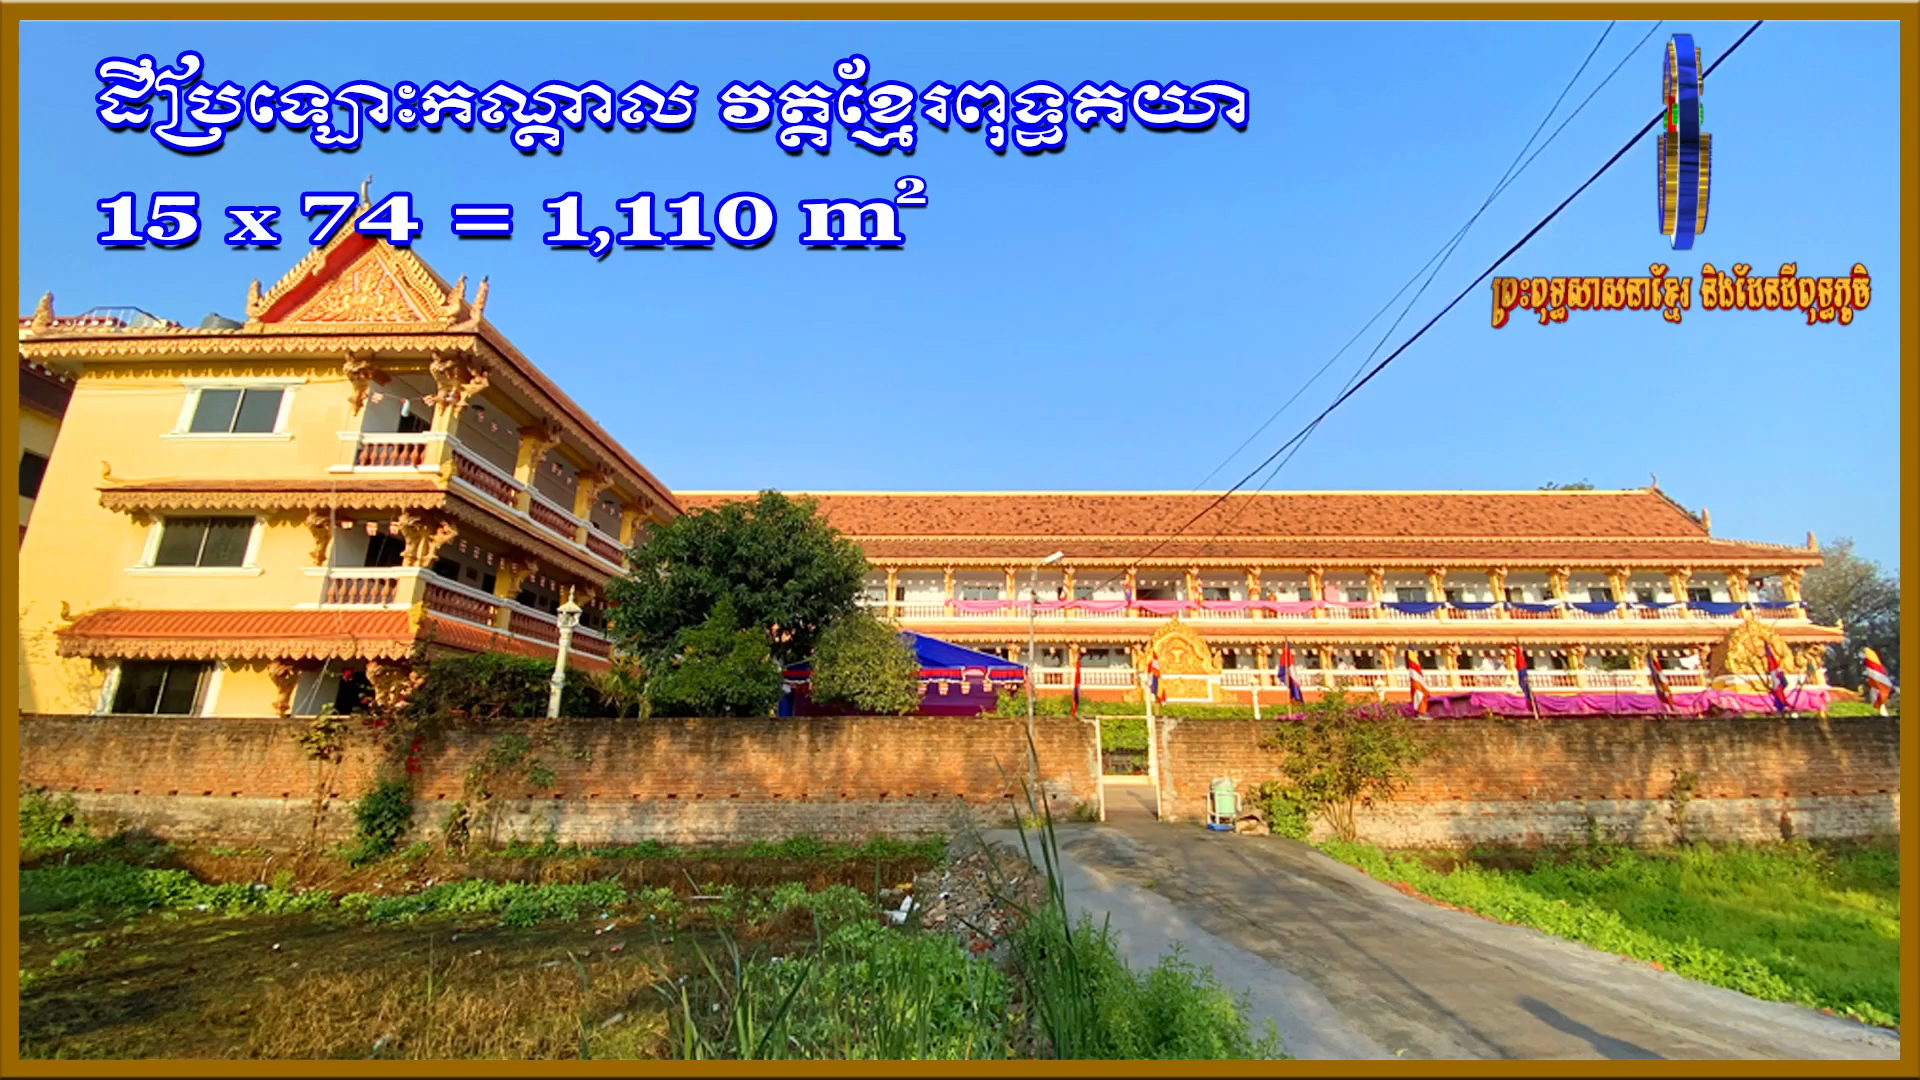 ដីប្រឡោះកណ្តាល វត្តខ្មែរពុទ្ធគយា
15 x 74 = 1,110 m²
ព្រះពុទ្ធសាសនាខ្មែរ និងដែនដីពុទ្ធភូមិ